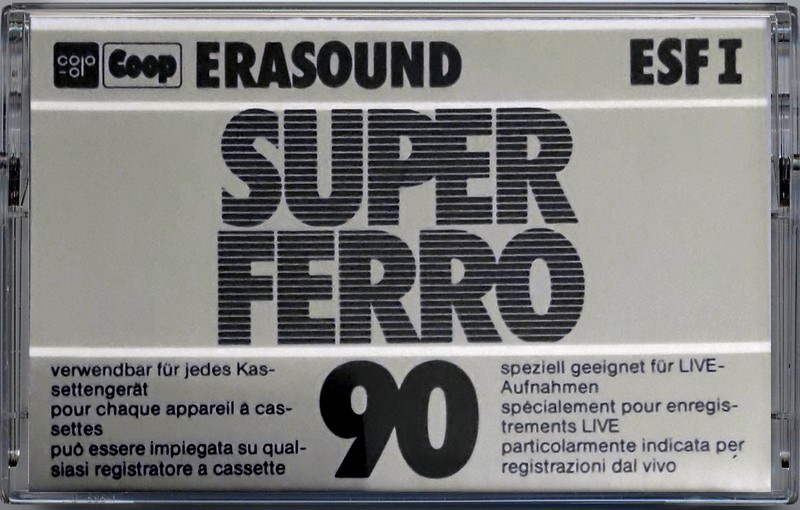 coop Coop ERASOUND ESF I
SUPER
FERRO
90
verwendbar für jedes Kas-
settengerät
pour chaque appareil à cas-
settes
può essere impiegata su qual-
siasi registratore a cassette
speziell geeignet für LIVE-
Aufnahmen
spécialement pour enregis-
trements LIVE
particolarmente indicata per
registrazioni dal vivo